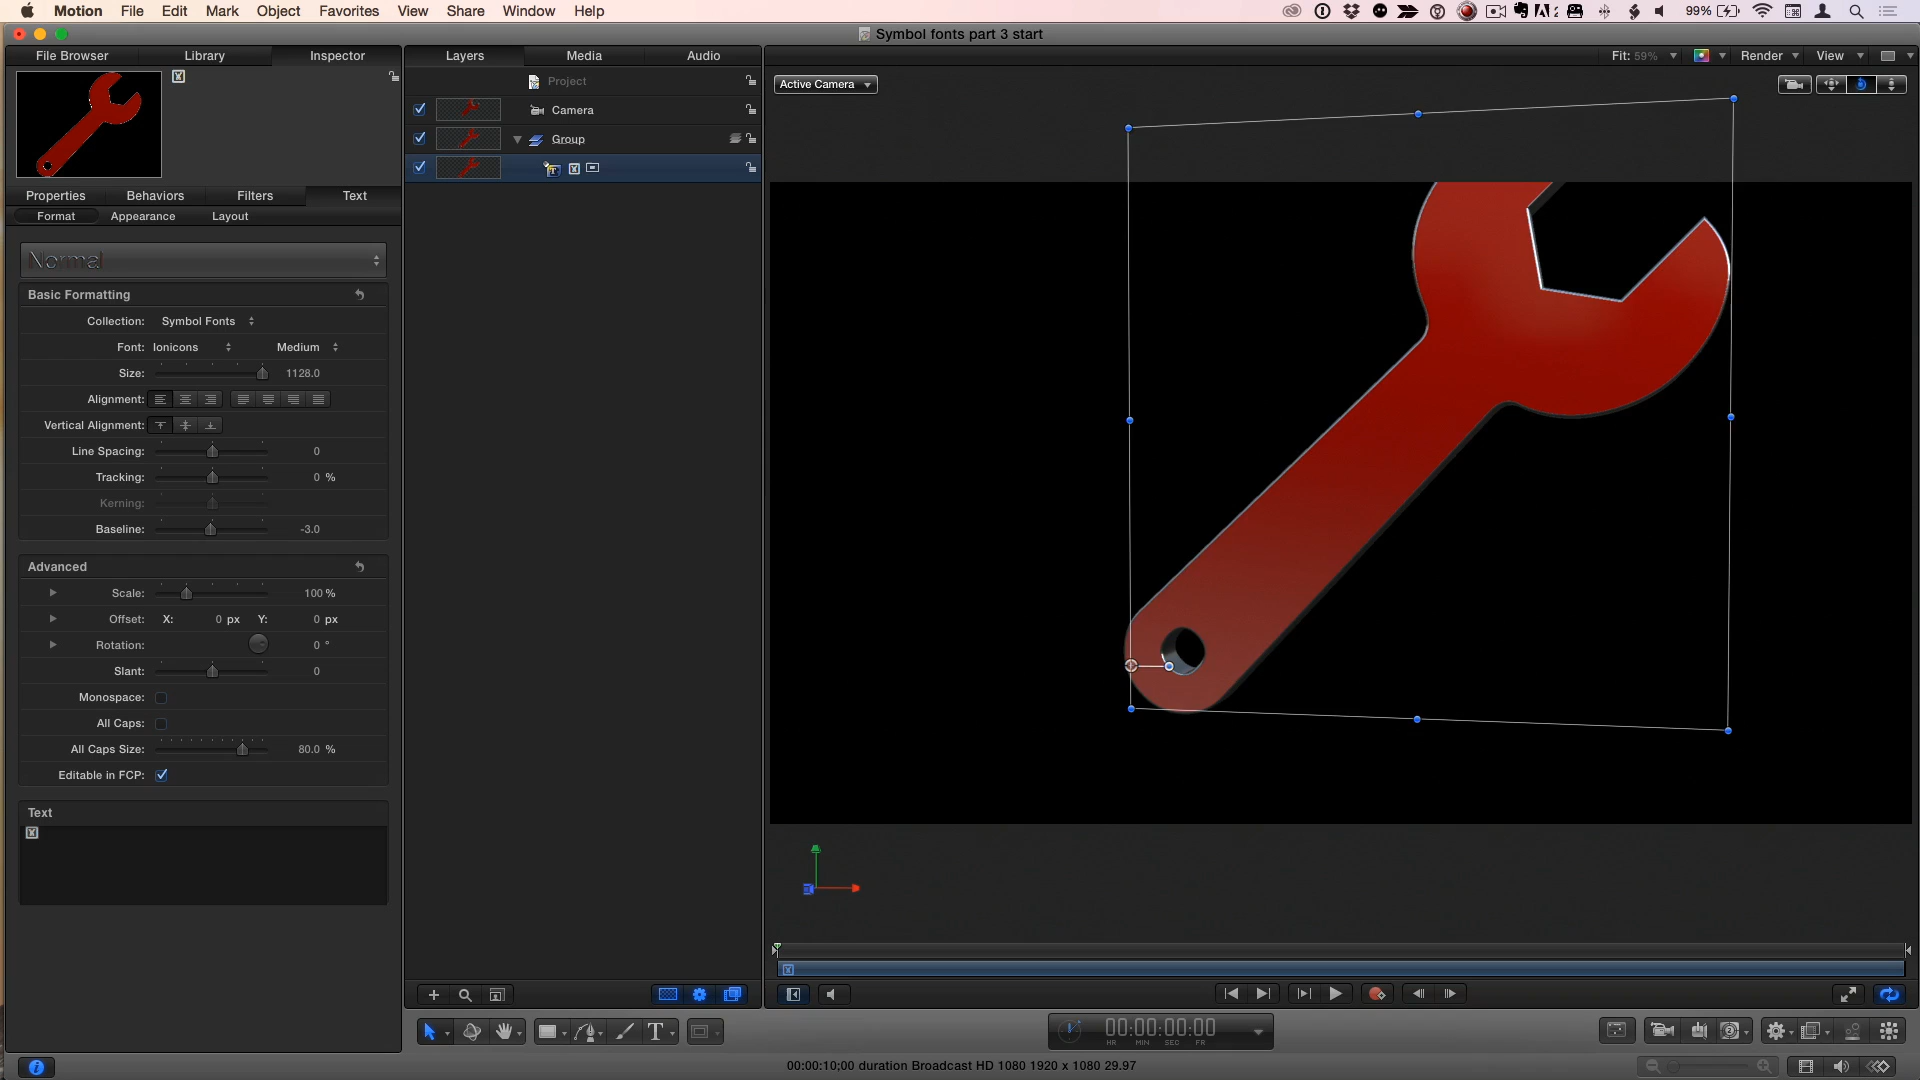 Motion File Edit Mark Object Favorites View Share Window Help 2 99%
Symbol fonts part 3 start
File Browser Library Inspector Layers Media Audio Fit: 59% Render View
Project
Active Camera
Camera
Group
Properties Behaviors Filters Text
Format Appearance Layout
Normal
Basic Formatting
Collection: Symbol Fonts
Font: Ionicons Medium
Size: 1128.0
Alignment:
Vertical Alignment:
Line Spacing: 0
Tracking: 0 %
Kerning:
Baseline: -3.0
Advanced
Scale: 100 %
Offset: X: 0 px Y: 0 px
Rotation: 0 °
Slant: 0
Monospace:
All Caps:
All Caps Size: 80.0 %
Editable in FCP:
Text
00:00:00:00
HR MIN SEC FR
00:00:10;00 duration Broadcast HD 1080 1920 x 1080 29.97